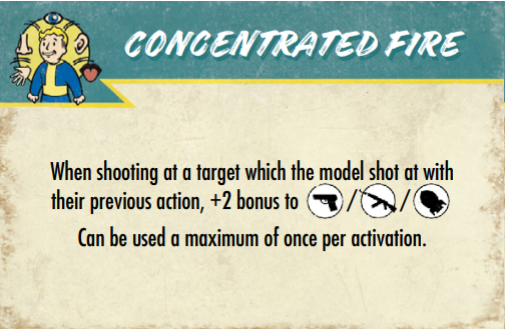 CONCENTRATED FIRE
When shooting at a target which the model shot at with
their previous action, +2 bonus to / /
Can be used a maximum of once per activation.